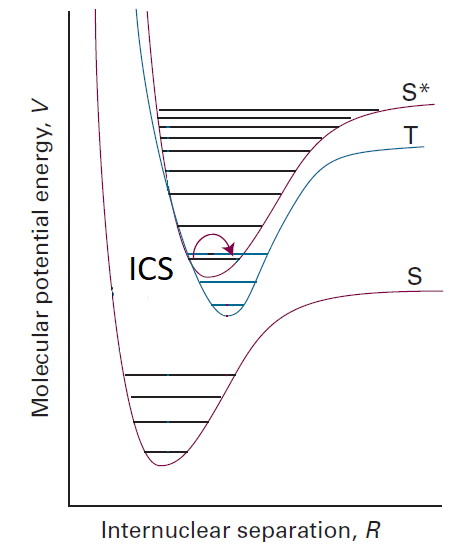 S*
T
ICS
S
Molecular potential energy, V
Internuclear separation, R